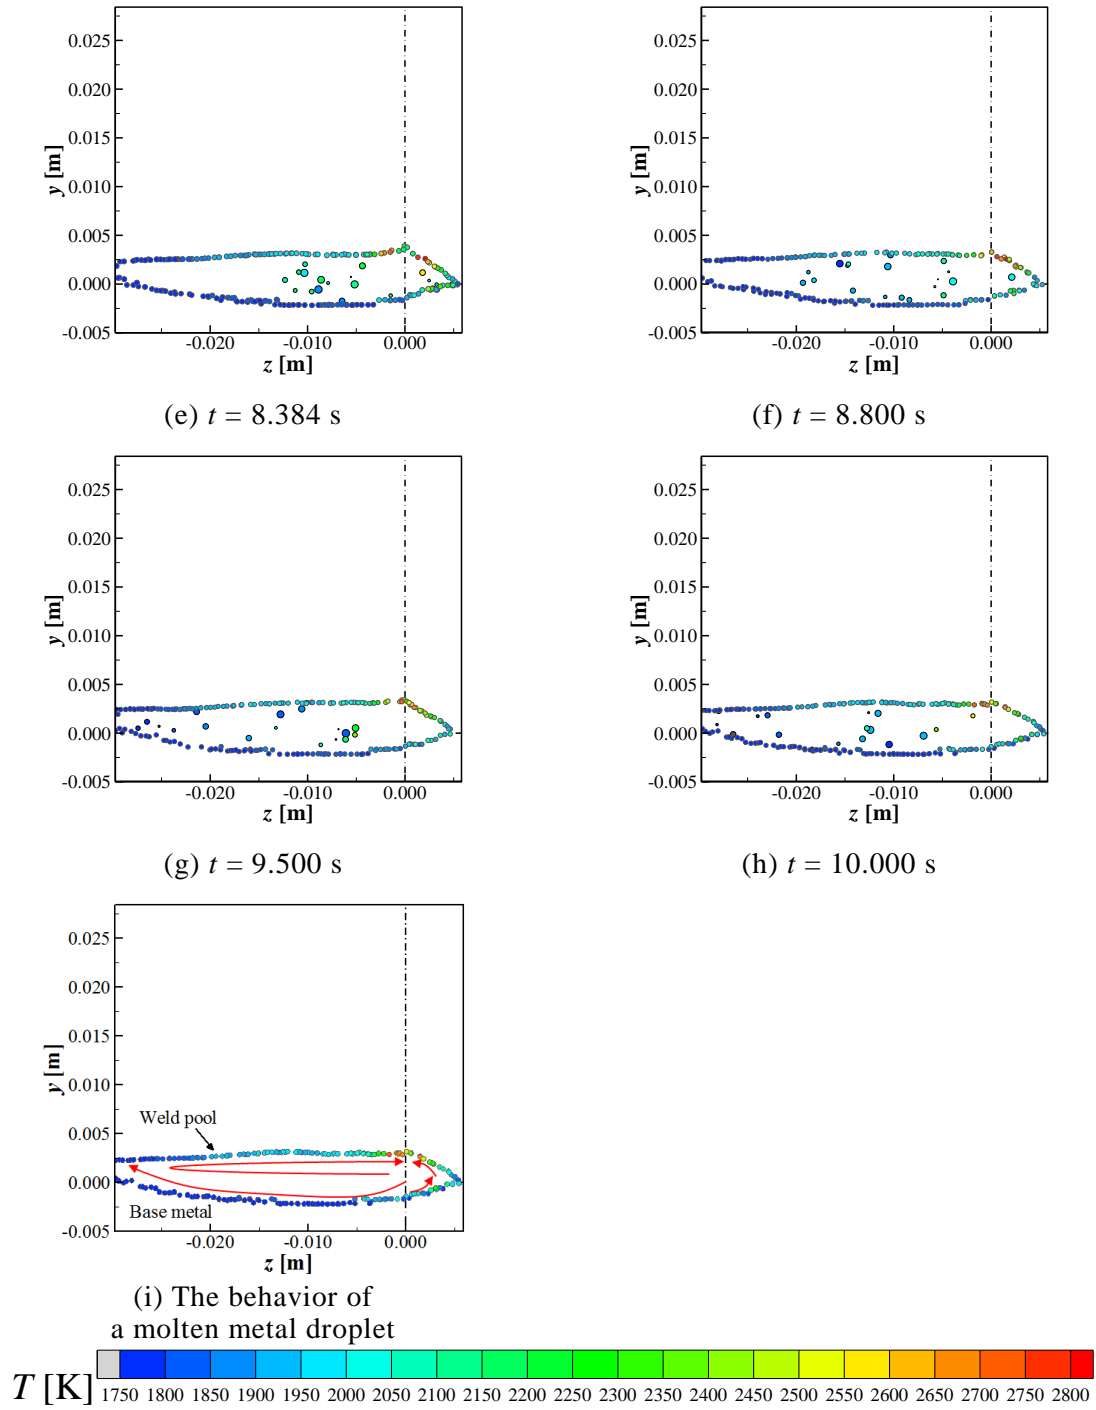 0.025
0.020
0.015
0.010
0.005
0.000
-0.005
y [m]
-0.020 -0.010 0.000
z [m]
(e) t = 8.384 s
0.025
0.020
0.015
0.010
0.005
0.000
-0.005
y [m]
-0.020 -0.010 0.000
z [m]
(f) t = 8.800 s
0.025
0.020
0.015
0.010
0.005
0.000
-0.005
y [m]
-0.020 -0.010 0.000
z [m]
(g) t = 9.500 s
0.025
0.020
0.015
0.010
0.005
0.000
-0.005
y [m]
-0.020 -0.010 0.000
z [m]
(h) t = 10.000 s
0.025
0.020
0.015
0.010
0.005
0.000
-0.005
y [m]
Weld pool
Base metal
-0.020 -0.010 0.000
z [m]
(i) The behavior of
a molten metal droplet
T [K] 1750 1800 1850 1900 1950 2000 2050 2100 2150 2200 2250 2300 2350 2400 2450 2500 2550 2600 2650 2700 2750 2800